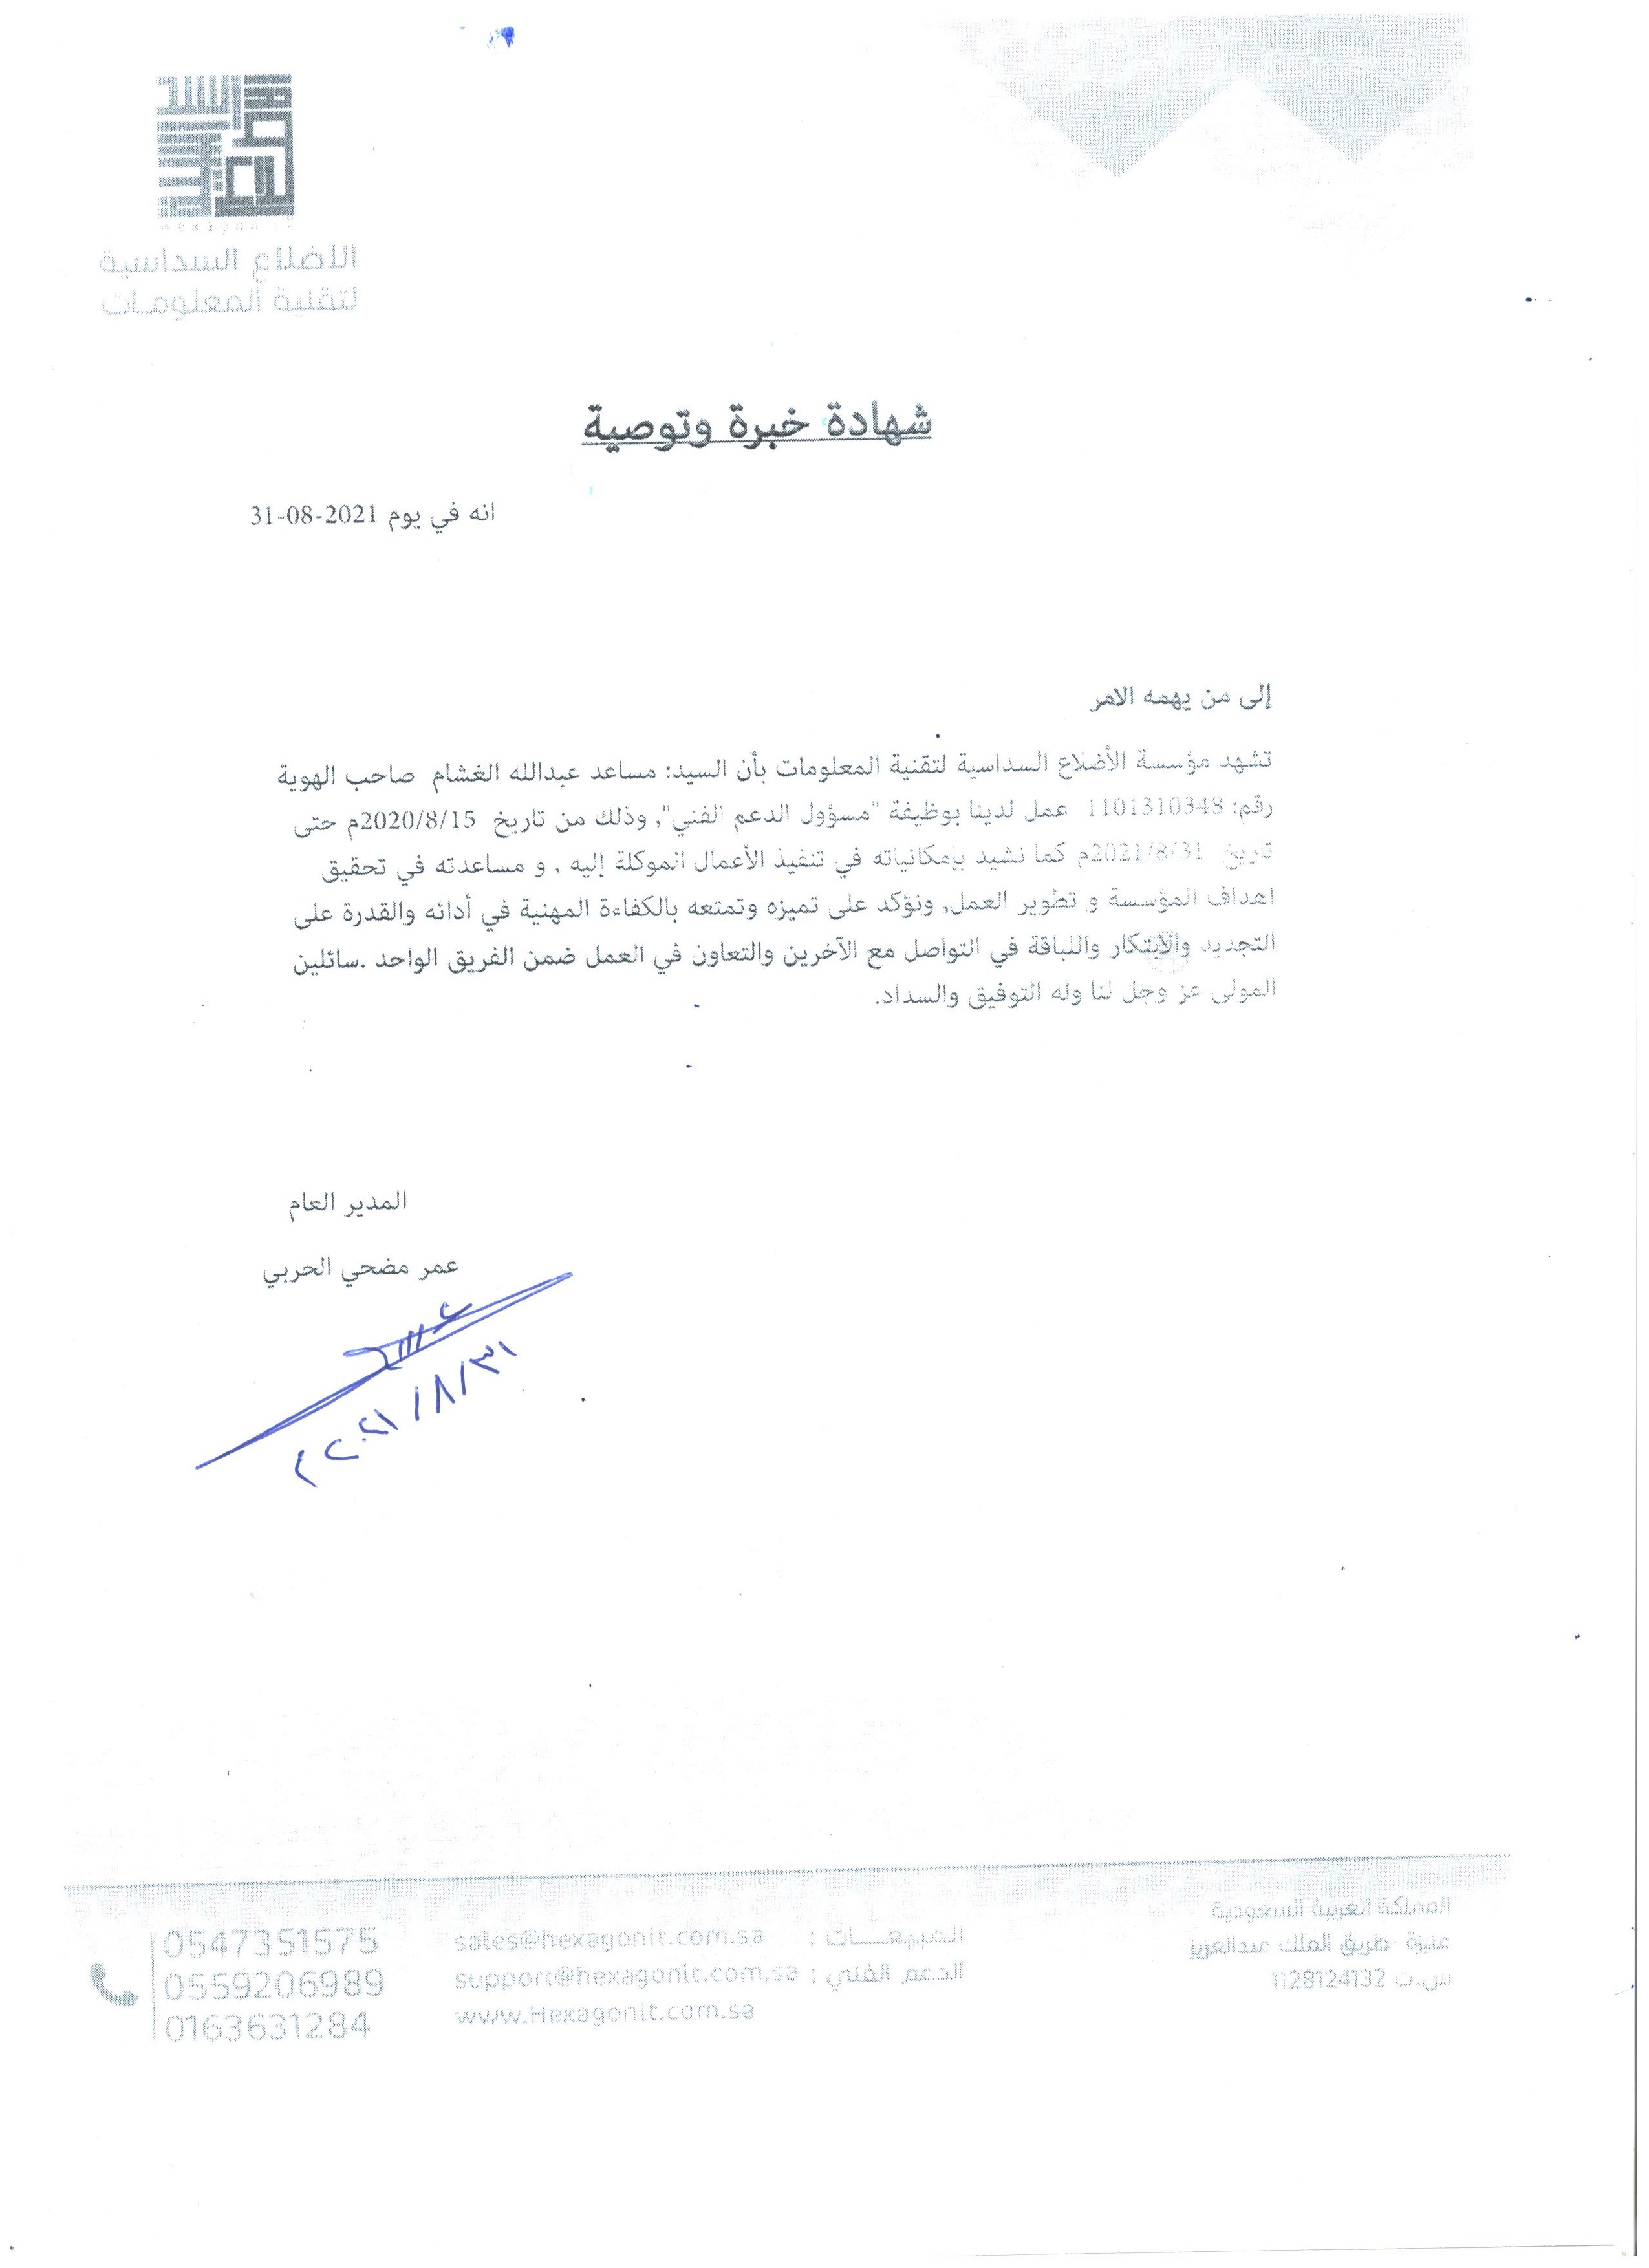 hexagon IT
الاضلاع السداسية
لتقنية المعلومـات
شهادة خبرة وتوصية
انه في يوم 2021-08-31
إلى من يهمه الامر
تشهد مؤسسة الأضلاع السداسية لتقنية المعلومات بأن السيد: مساعد عبدالله الغشام صاحب الهوية
رقم: 1101310348 عمل لدينا بوظيفة "مسؤول الدعم الفني", وذلك من تاريخ 2020/8/15م حتى
تاريخ 2021/8/31م كما نشيد بإمكانياته في تنفيذ الأعمال الموكلة إليه , و مساعدته في تحقيق
اهداف المؤسسة و تطوير العمل, ونؤكد على تميزه وتمتعه بالكفاءة المهنية في أدائه والقدرة على
التجديد والابتكار واللباقة في التواصل مع الآخرين والتعاون في العمل ضمن الفريق الواحد .سائلين
المولى عز وجل لنا وله التوفيق والسداد.
المدير العام
عمر مضحي الحربي
٣١/٨/٢٠٢١م
المملكة العربية السعودية
عنيزة طريق الملك عبدالعزيز
س.ت 1128124132
المبيعـــات : sales@hexagonit.com.sa
الدعم الفني : support@hexagonit.com.sa
www.Hexagonit.com.sa
0547351575
0559206989
0163631284